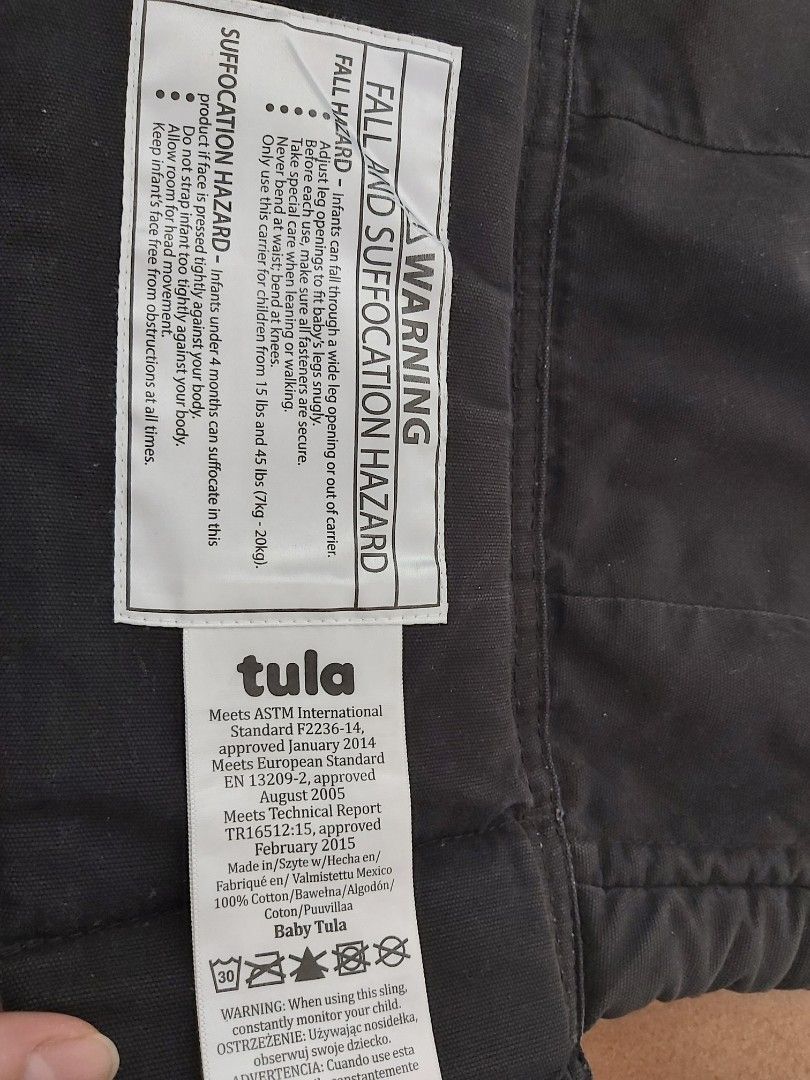 ⚠ WARNING
FALL AND SUFFOCATION HAZARD
FALL HAZARD – Infants can fall through a wide leg opening or out of carrier.
• Adjust leg openings to fit baby's legs snugly.
• Before each use, make sure all fasteners are secure.
• Take special care when leaning or walking.
• Never bend at waist; bend at knees.
• Only use this carrier for children from 15 lbs and 45 lbs (7kg - 20kg).
SUFFOCATION HAZARD – Infants under 4 months can suffocate in this
product if face is pressed tightly against your body.
• Do not strap infant too tightly against your body.
• Allow room for head movement.
• Keep infant's face free from obstructions at all times.
tula
Meets ASTM International
Standard F2236-14,
approved January 2014
Meets European Standard
EN 13209-2, approved
August 2005
Meets Technical Report
TR16512:15, approved
February 2015
Made in/Szyte w/Hecha en/
Fabriqué en/ Valmistettu Mexico
100% Cotton/Bawełna/Algodón/
Coton/Puuvillaa
Baby Tula
30
WARNING: When using this sling,
constantly monitor your child.
OSTRZEŻENIE: Używając nosidełka,
obserwuj swoje dziecko.
ADVERTENCIA: Cuando use esta